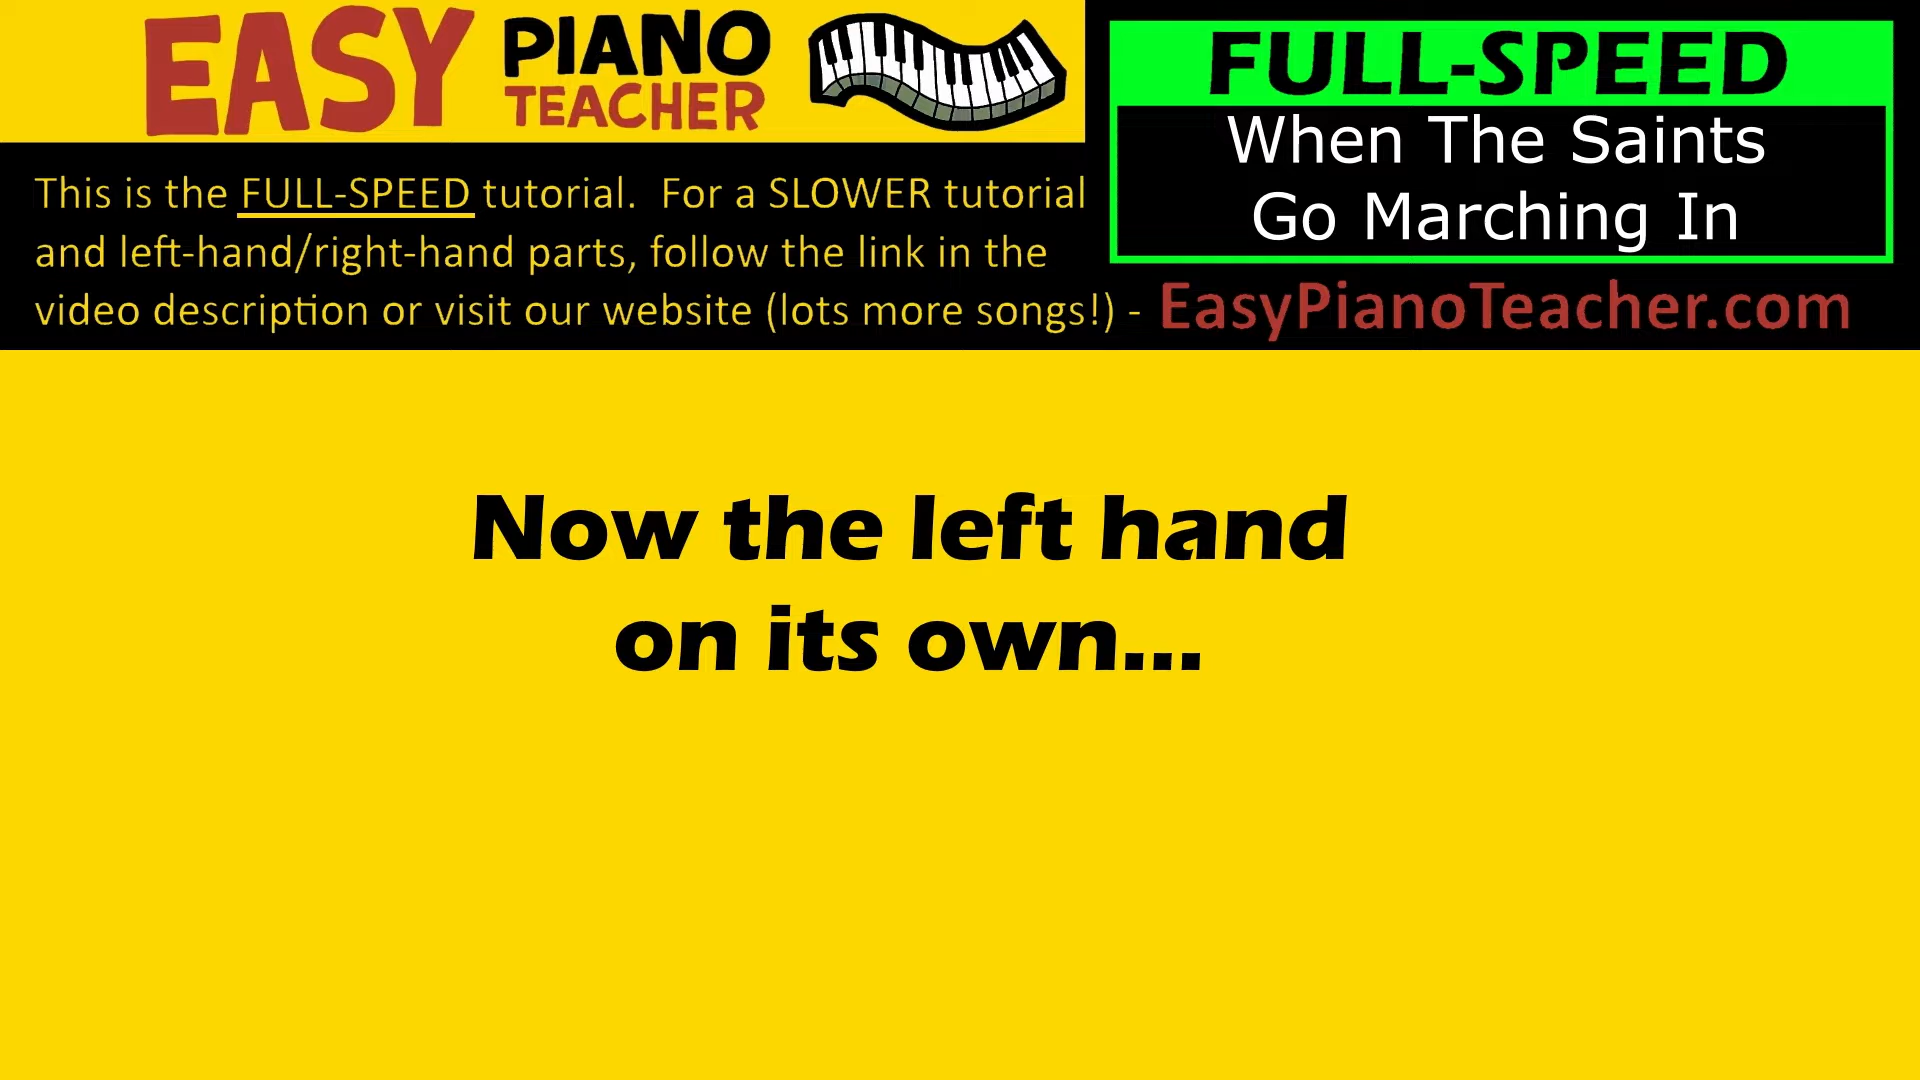 EASY PIANO TEACHER
FULL-SPEED
When The Saints
Go Marching In
This is the FULL-SPEED tutorial. For a SLOWER tutorial
and left-hand/right-hand parts, follow the link in the
video description or visit our website (lots more songs!) - EasyPianoTeacher.com
Now the left hand
on its own...